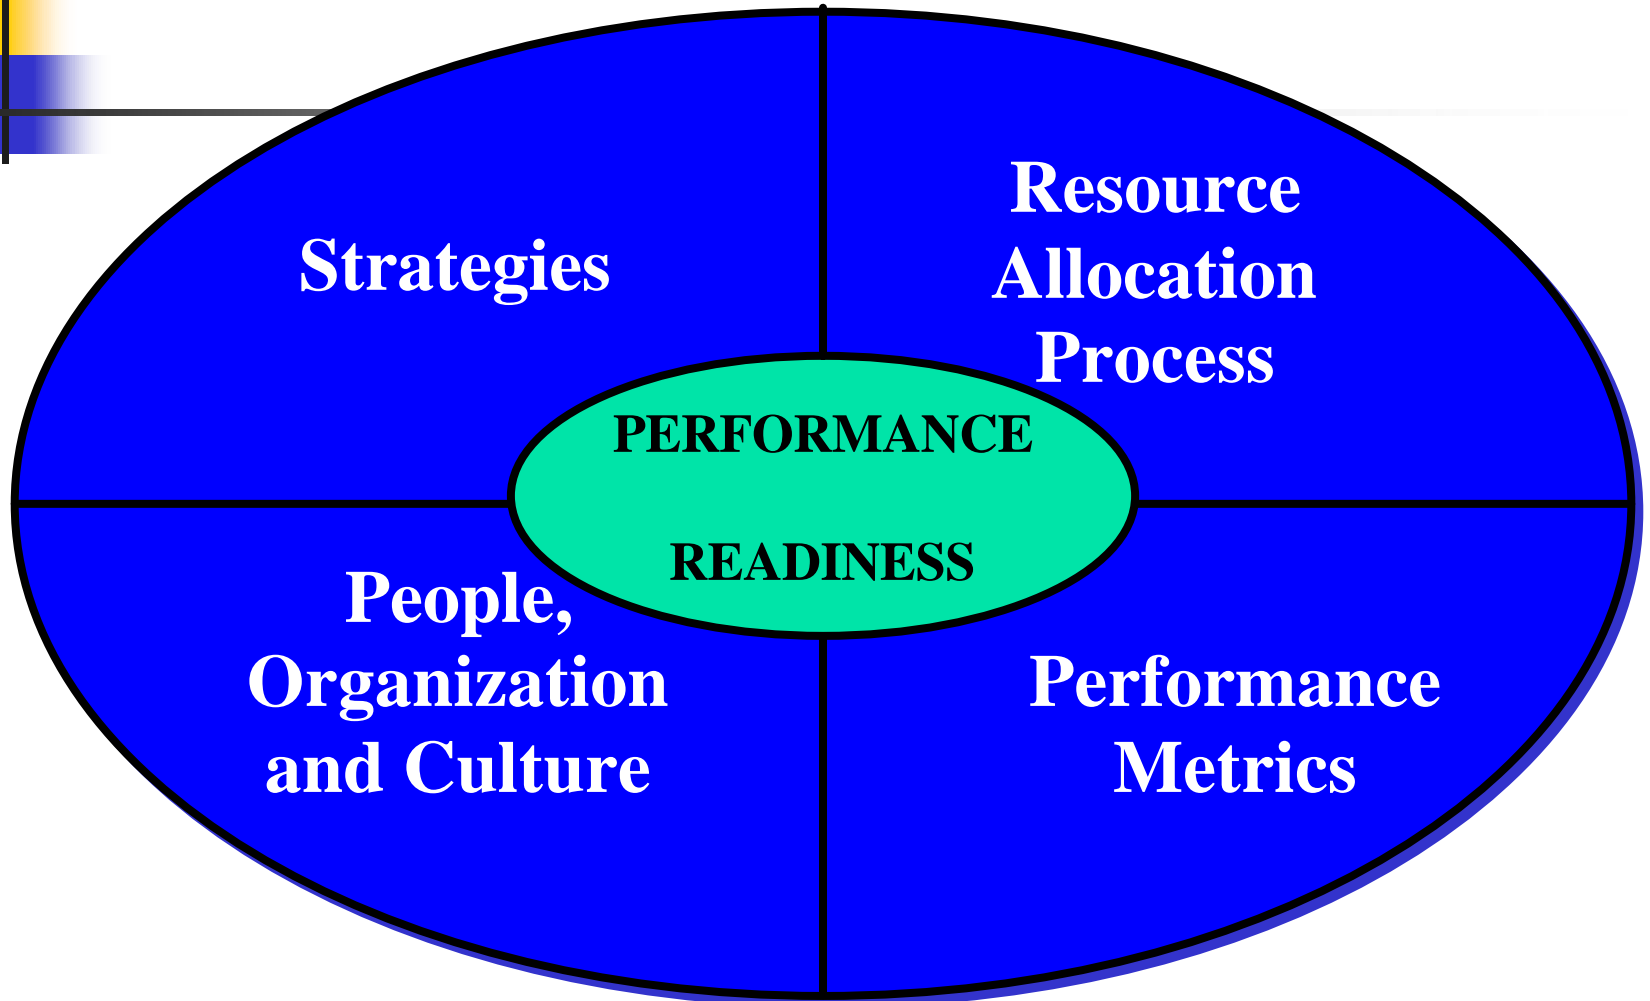 Strategies
Resource
Allocation
Process
PERFORMANCE
READINESS
People,
Organization
and Culture
Performance
Metrics